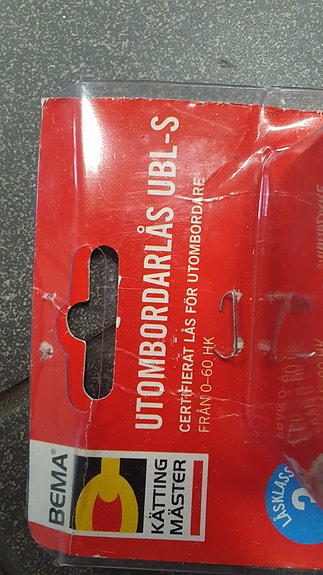 UTOMBORDARLÅS UBL-S
CERTIFIERAT LÅS FÖR UTOMBORDARE
FRÅN 0–60 HK
BEMA®
KÄTTING
MÄSTER
LÅSKLASS